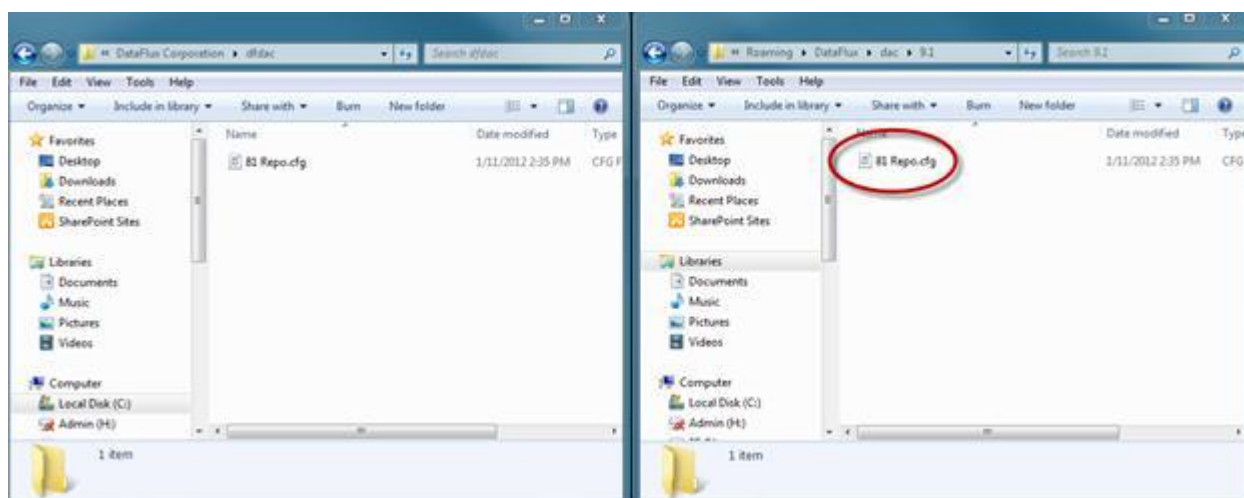 « DataFlux Corporation ▸ dfdac
Search dfdac
File Edit View Tools Help
Organize Include in library Share with Burn New folder
Favorites
Desktop
Downloads
Recent Places
SharePoint Sites
Libraries
Documents
Music
Pictures
Videos
Computer
Local Disk (C:)
Admin (H:)
Name Date modified Type
81 Repo.cfg 1/11/2012 2:35 PM CFG F
1 item
« Roaming ▸ DataFlux ▸ dac ▸ 9.1
Search 9.1
File Edit View Tools Help
Organize Include in library Share with Burn New folder
Favorites
Desktop
Downloads
Recent Places
SharePoint Sites
Libraries
Documents
Music
Pictures
Videos
Computer
Local Disk (C:)
Admin (H:)
Name Date modified Type
81 Repo.cfg 1/11/2012 2:35 PM CFG
1 item